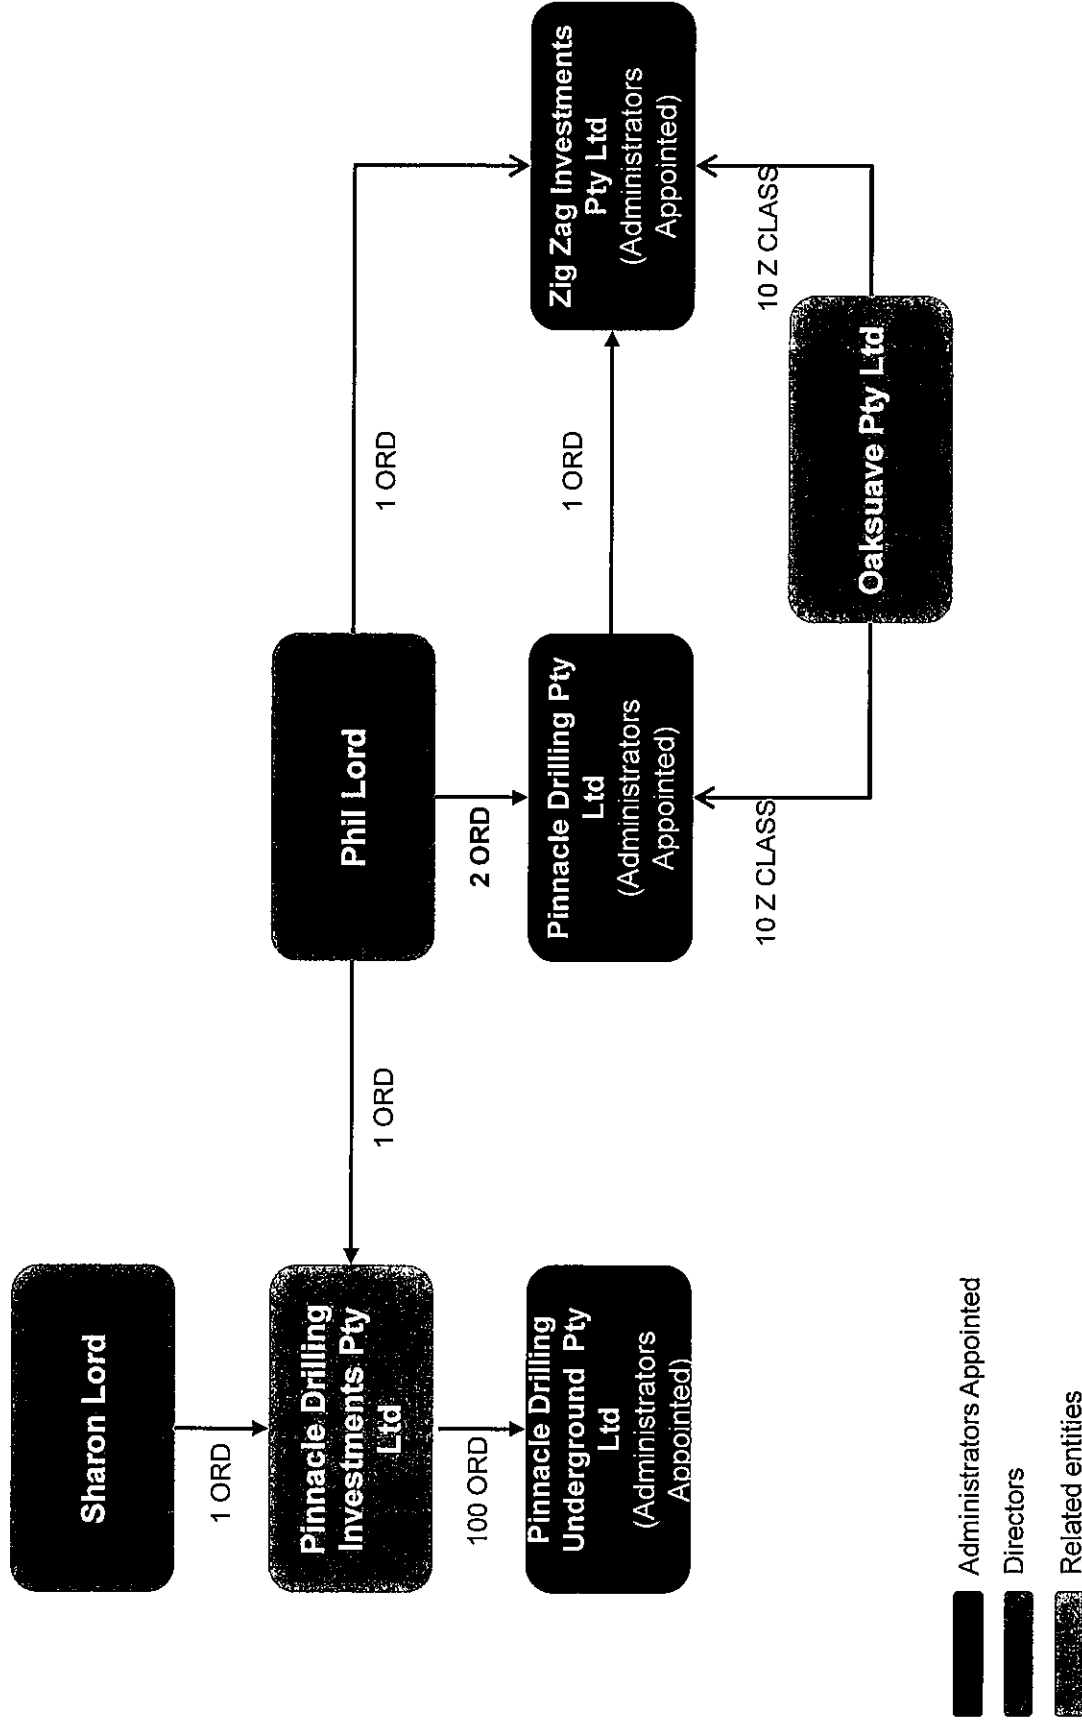 Sharon Lord
1 ORD
Pinnacle Drilling
Investments Pty
Ltd
100 ORD
Pinnacle Drilling
Underground Pty
Ltd
(Administrators
Appointed)
1 ORD
Phil Lord
2 ORD
Pinnacle Drilling Pty
Ltd
(Administrators
Appointed)
10 Z CLASS
1 ORD
1 ORD
Oaksuave Pty Ltd
Zig Zag Investments
Pty Ltd
(Administrators
Appointed)
10 Z CLASS
Administrators Appointed
Directors
Related entities